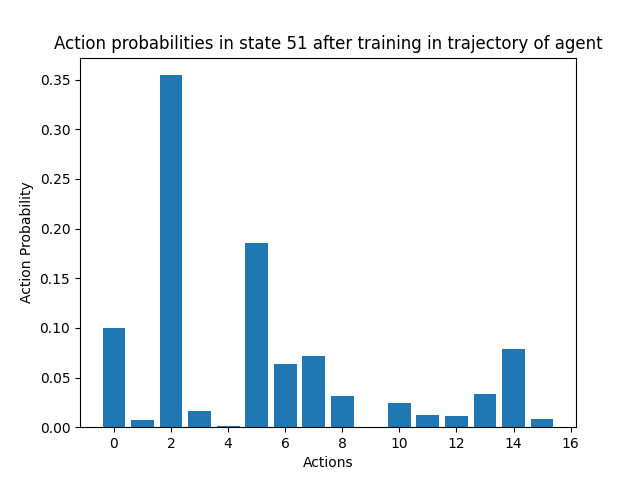 Action probabilities in state 51 after training in trajectory of agent
0.35
0.30
0.25
0.20
0.15
0.10
0.05
0.00
Action Probability
0 2 4 6 8 10 12 14 16
Actions